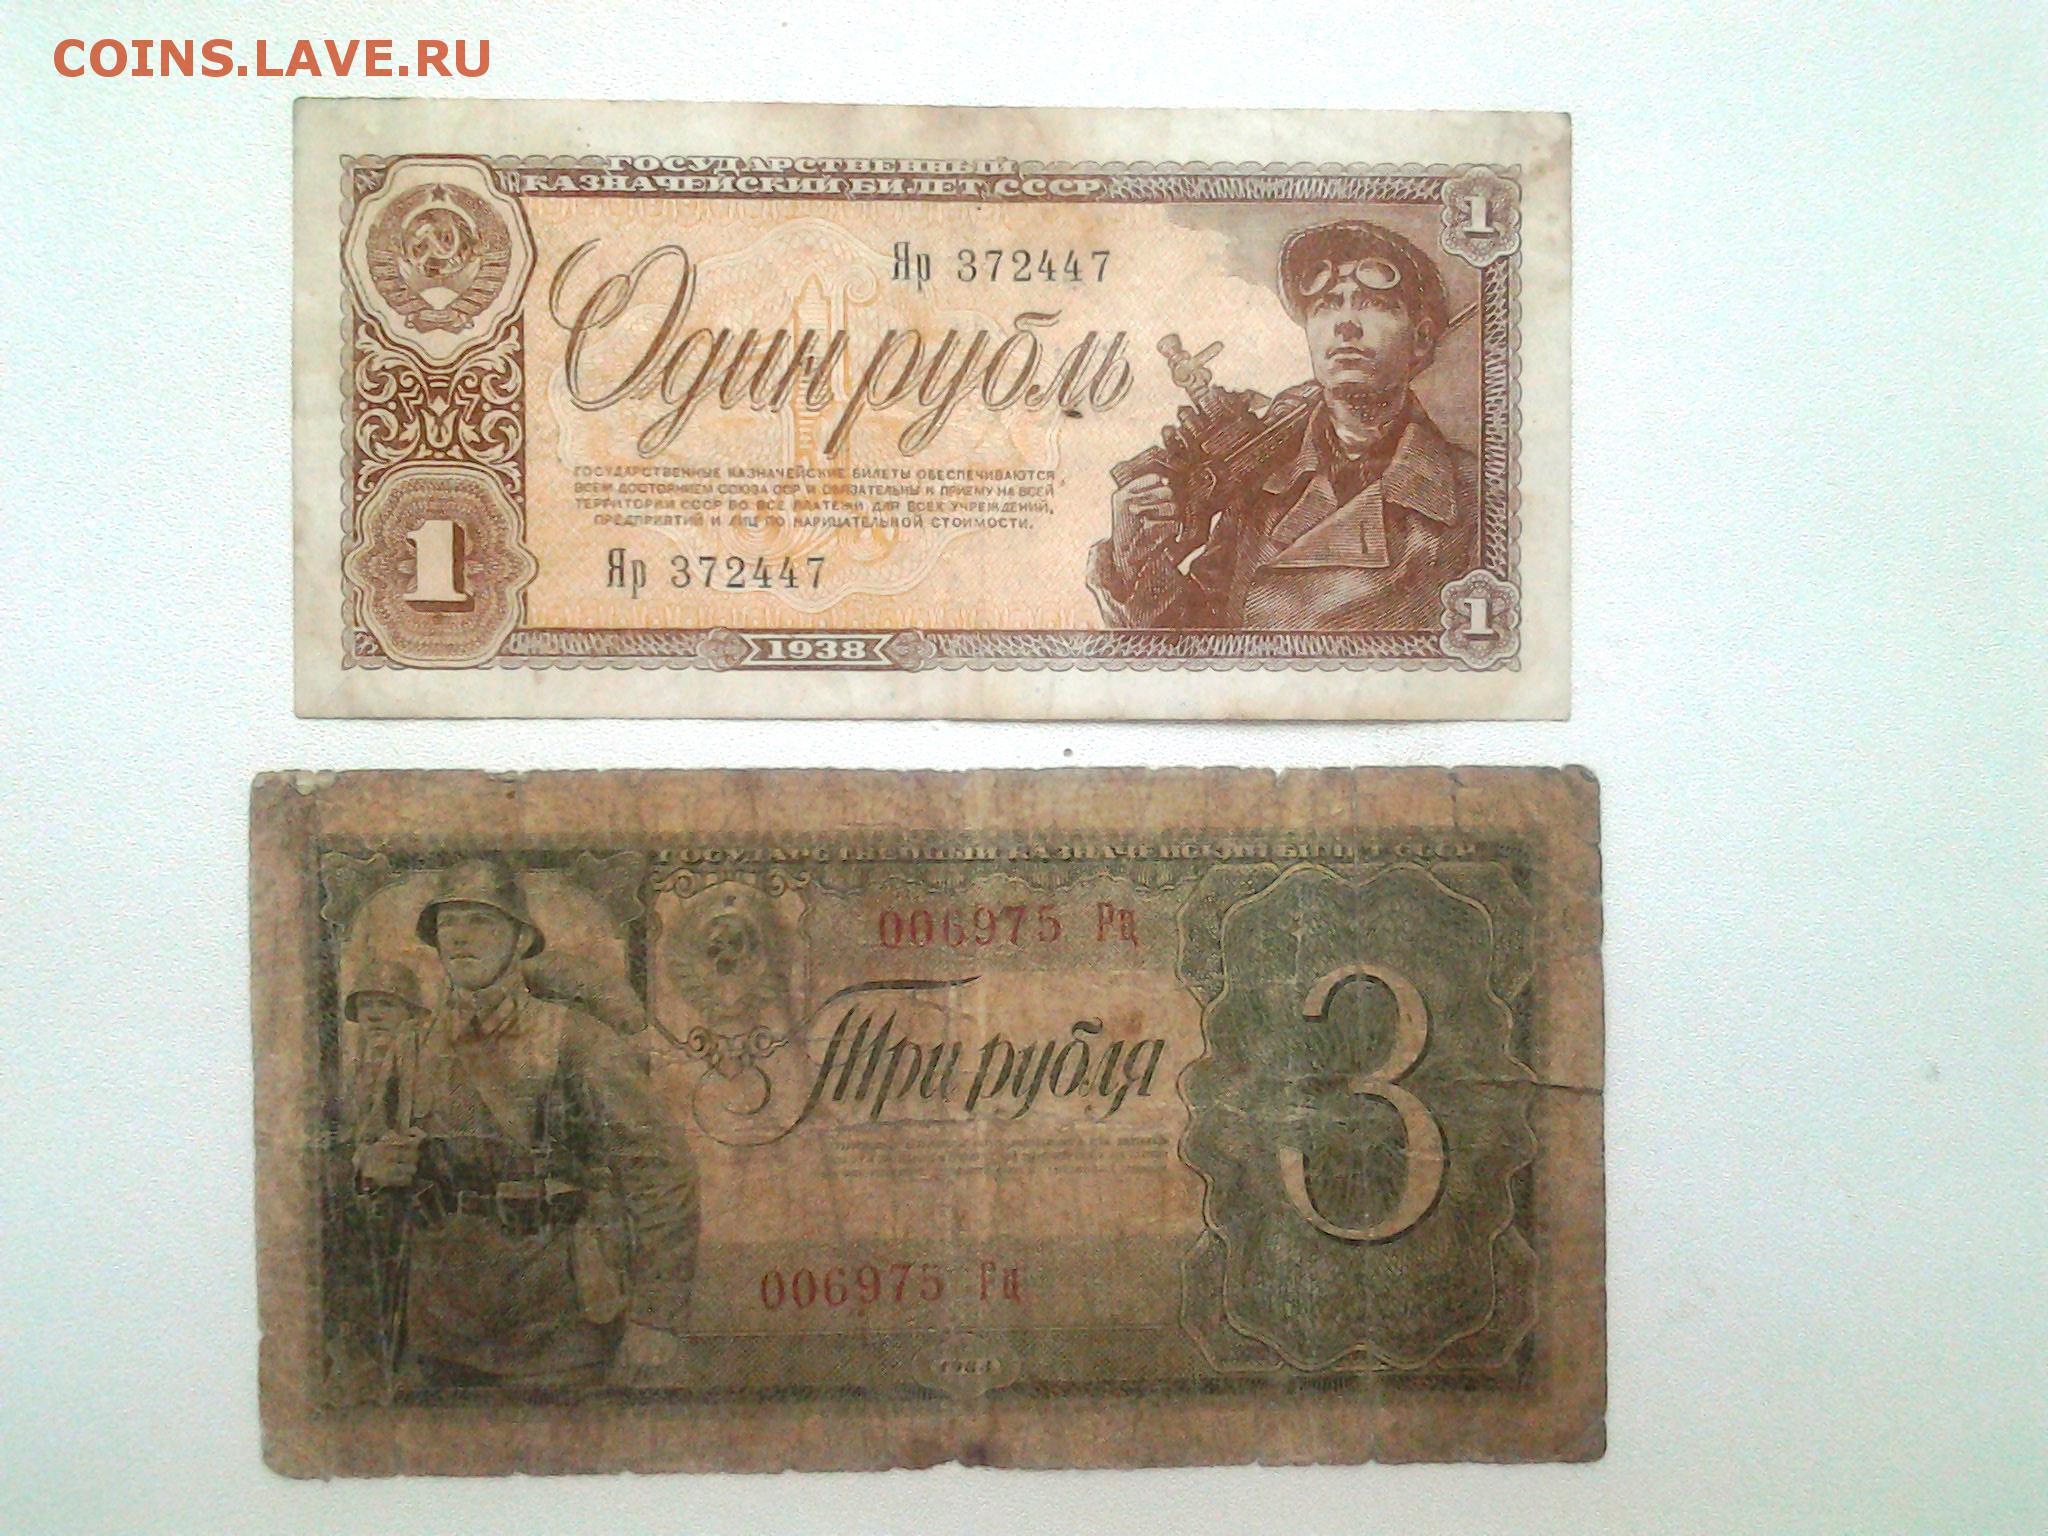 COINS.LAVE.RU
ГОСУДАРСТВЕННЫЙ
КАЗНАЧЕЙСКИЙ БИЛЕТ СССР
1
Яр 372447
Один рубль
ГОСУДАРСТВЕННЫЕ КАЗНАЧЕЙСКИЕ БИЛЕТЫ ОБЕСПЕЧИВАЮТСЯ
ВСЕМ ДОСТОЯНИЕМ СОЮЗА ССР И ОБЯЗАТЕЛЬНЫ К ПРИЕМУ НА ВСЕЙ
ТЕРРИТОРИИ СССР ВО ВСЕ ПЛАТЕЖИ ДЛЯ ВСЕХ УЧРЕЖДЕНИЙ,
ПРЕДПРИЯТИЙ И ЛИЦ ПО НАРИЦАТЕЛЬНОЙ СТОИМОСТИ.
1
Яр 372447
1
1938
ГОСУДАРСТВЕННЫЙ КАЗНАЧЕЙСКИЙ БИЛЕТ СССР
006975 Рц
Три рубля
3
006975 Рц